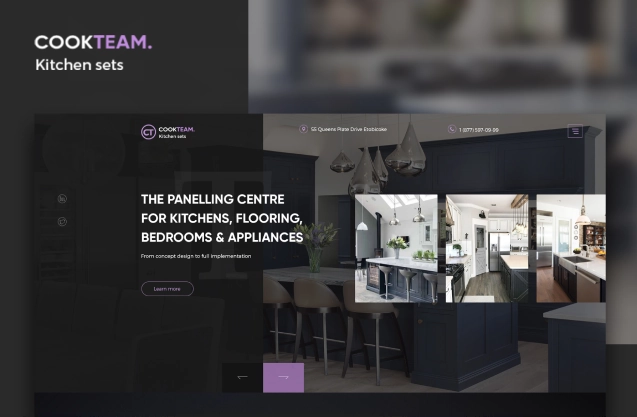 COOKTEAM.
Kitchen sets
CT COOKTEAM.
Kitchen sets
55 Queens Plate Drive Etobicoke
1 (877) 597-09-99
THE PANELLING CENTRE
FOR KITCHENS, FLOORING,
BEDROOMS & APPLIANCES
From concept design to full implementation
Learn more